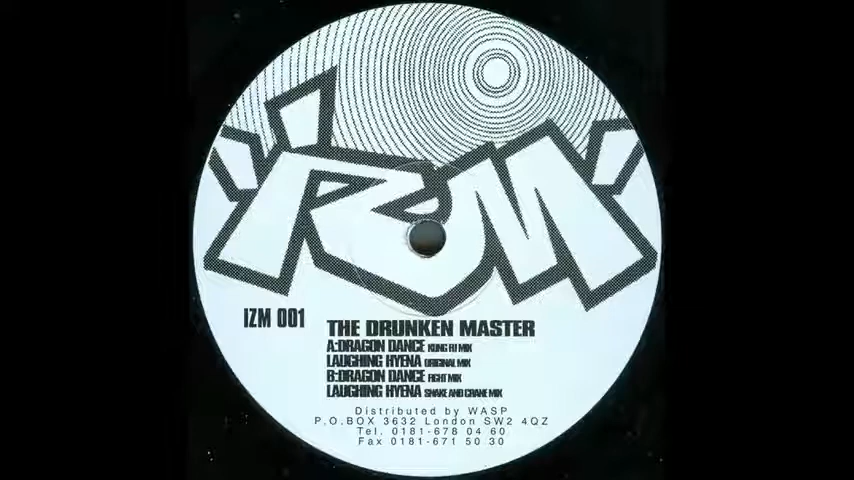 'IZM'
IZM 001
THE DRUNKEN MASTER
A:DRAGON DANCE KUNG FU MIX
LAUGHING HYENA ORIGINAL MIX
B:DRAGON DANCE FIGHT MIX
LAUGHING HYENA SNAKE AND CRANE MIX
Distributed by WASP
P.O.BOX 3632 London SW2 4QZ
Tel. 0181-678 04 60
Fax 0181-671 50 30